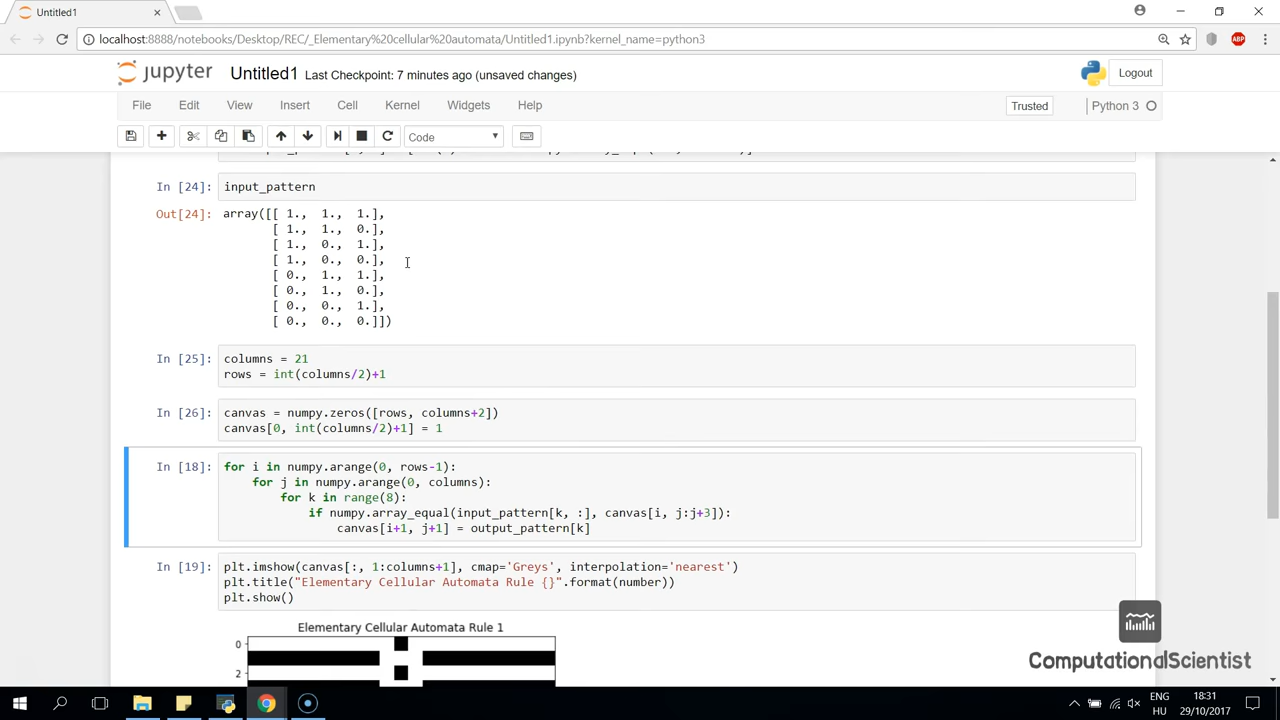 Untitled1
localhost:8888/notebooks/Desktop/REC/_Elementary%20cellular%20automata/Untitled1.ipynb?kernel_name=python3
ABP
jupyter Untitled1 Last Checkpoint: 7 minutes ago (unsaved changes)
Logout
File Edit View Insert Cell Kernel Widgets Help
Trusted
Python 3
Code
In [24]: input_pattern
Out[24]: array([[ 1., 1., 1.],
[ 1., 1., 0.],
[ 1., 0., 1.],
[ 1., 0., 0.],
[ 0., 1., 1.],
[ 0., 1., 0.],
[ 0., 0., 1.],
[ 0., 0., 0.]])
In [25]: columns = 21
rows = int(columns/2)+1
In [26]: canvas = numpy.zeros([rows, columns+2])
canvas[0, int(columns/2)+1] = 1
In [18]: for i in numpy.arange(0, rows-1):
for j in numpy.arange(0, columns):
for k in range(8):
if numpy.array_equal(input_pattern[k, :], canvas[i, j:j+3]):
canvas[i+1, j+1] = output_pattern[k]
In [19]: plt.imshow(canvas[:, 1:columns+1], cmap='Greys', interpolation='nearest')
plt.title("Elementary Cellular Automata Rule {}".format(number))
plt.show()
Elementary Cellular Automata Rule 1
0
2
ComputationalScientist
ENG
HU
18:31
29/10/2017